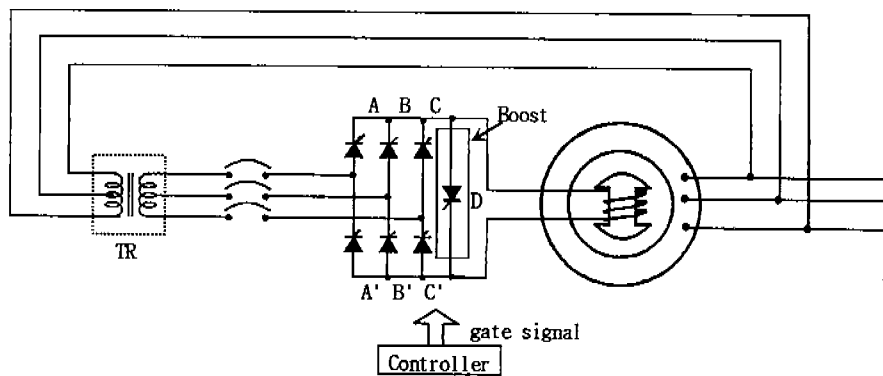 A B C
Boost
D
TR
A' B' C'
gate signal
Controller